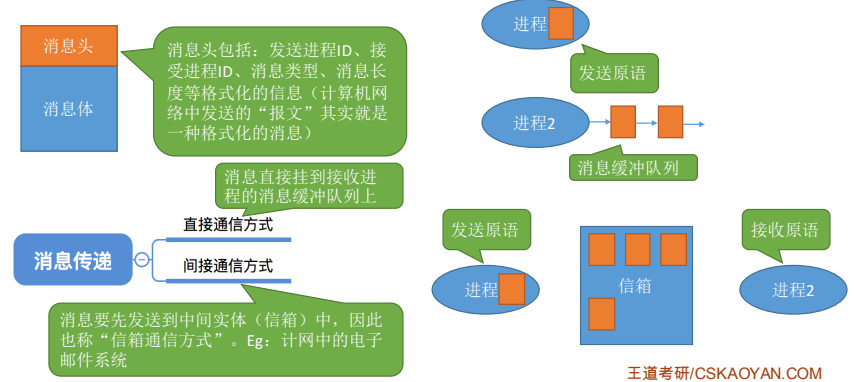 消息头
消息体
消息头包括：发送进程ID、接
受进程ID、消息类型、消息长
度等格式化的信息（计算机网
络中发送的“报文”其实就是
一种格式化的消息）
进程
发送原语
进程2
消息缓冲队列
消息直接挂到接收进
程的消息缓冲队列上
消息传递
直接通信方式
间接通信方式
消息要先发送到中间实体（信箱）中，因此
也称“信箱通信方式”。Eg：计网中的电子
邮件系统
发送原语
进程
信箱
接收原语
进程2
王道考研/CSKAOYAN.COM